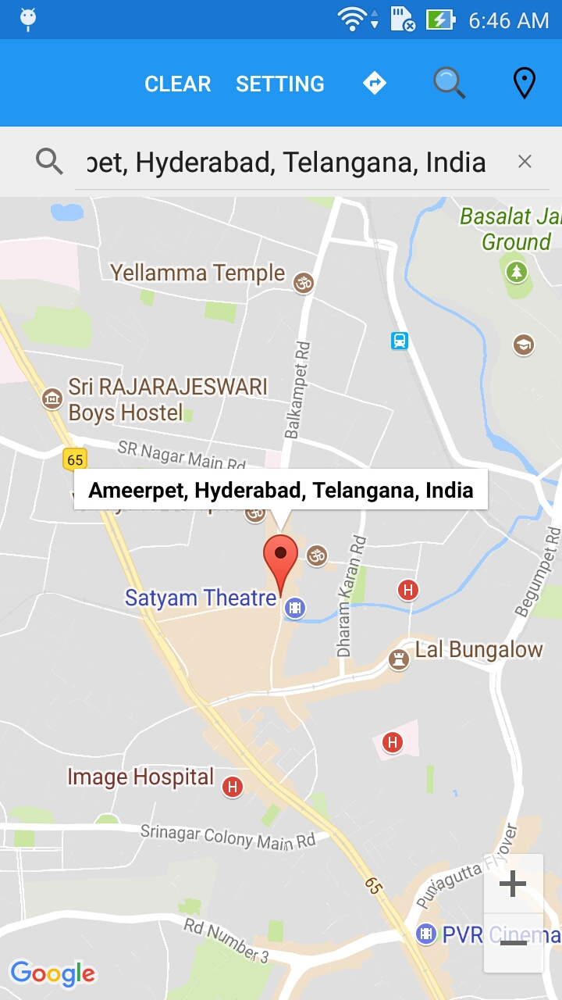 6:46 AM
CLEAR SETTING
pet, Hyderabad, Telangana, India
Basalat Ja
Ground
Yellamma Temple
Balkampet Rd
Sri RAJARAJESWARI
Boys Hostel
SR Nagar Main Rd
65
Ameerpet, Hyderabad, Telangana, India
Satyam Theatre
Dharam Karan Rd
H
Begumpet Rd
Lal Bungalow
H
Image Hospital
H
Srinagar Colony Main Rd
65
Punjagutta Flyover
PVR Cinema
Rd Number 3
Google